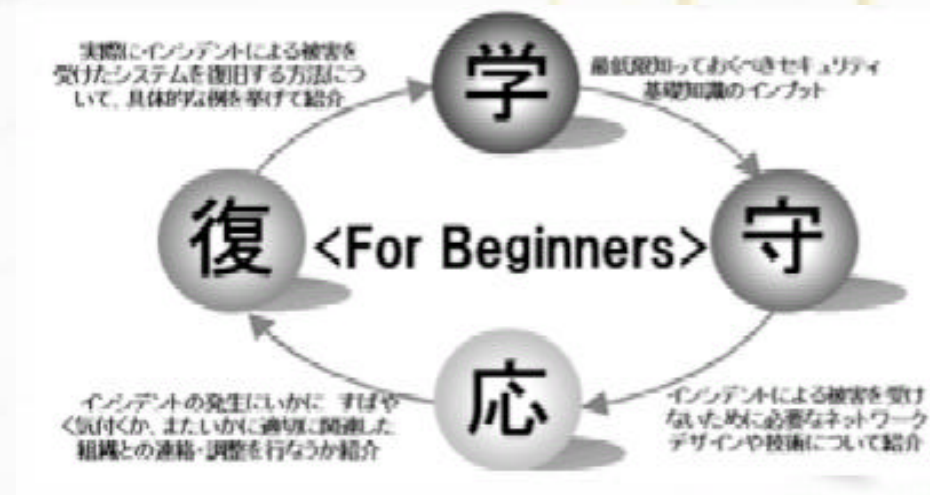 実際にインシデントによる被害を
受けたシステムを復旧する方法につ
いて、具体的な例を挙げて紹介
学
最低限知っておくべきセキュリティ
基礎知識のインプット
復
<For Beginners>
守
応
インシデントの発生にいかに すばや
く気付くか、またいかに適切に関連した
組織との連絡・調整を行なうか紹介
インシデントによる被害を受け
ないために必要なネットワーク
デザインや技術について紹介